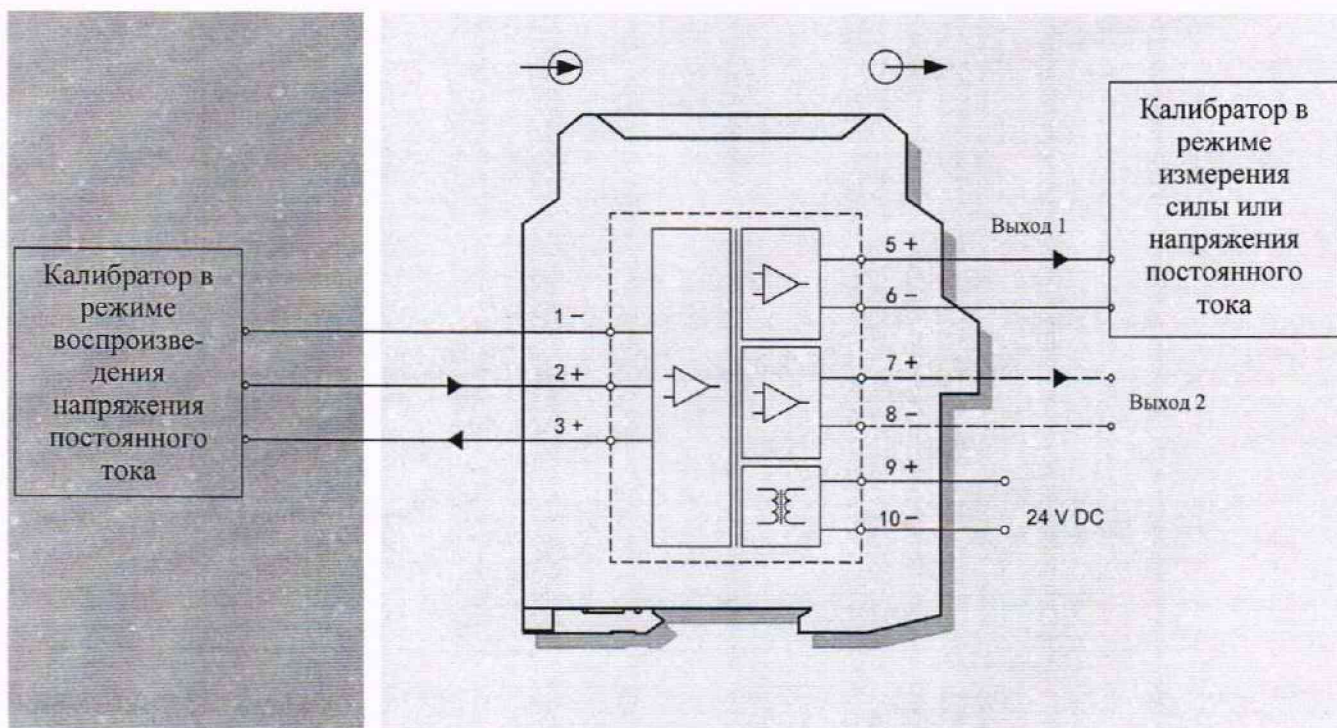 Калибратор в
режиме
воспроизве-
дения
напряжения
постоянного
тока
1 –
2 +
3 +
5 +
6 -
7 +
8 -
9 +
10 –
Выход 1
Выход 2
24 V DC
Калибратор в
режиме
измерения
силы или
напряжения
постоянного
тока